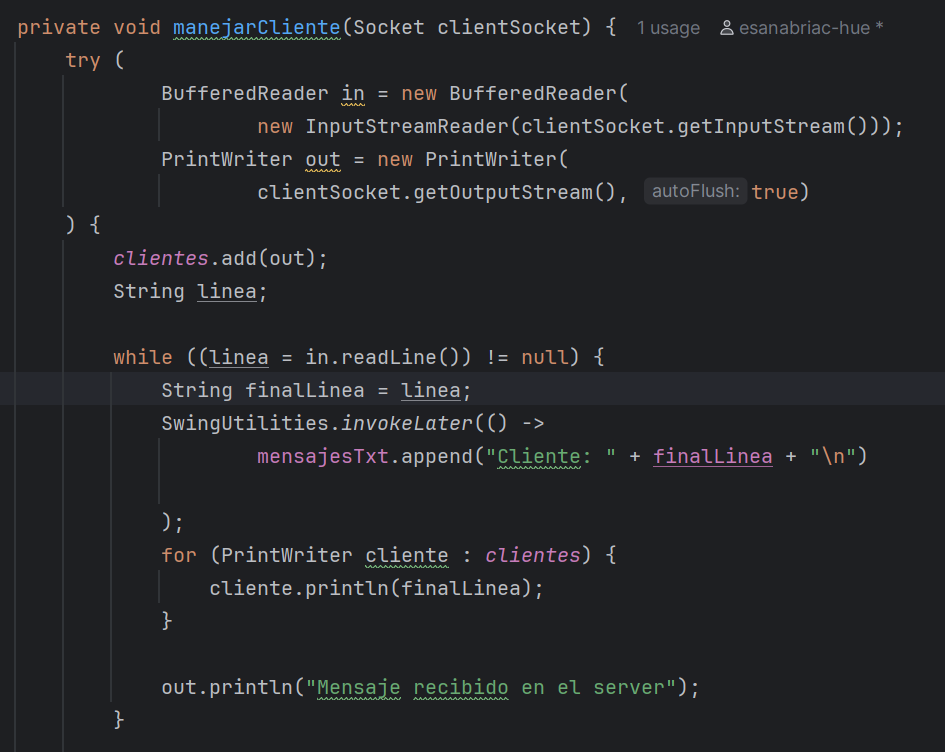 private void manejarCliente(Socket clientSocket) { 1 usage esanabriac-hue *
try (
BufferedReader in = new BufferedReader(
new InputStreamReader(clientSocket.getInputStream()));
PrintWriter out = new PrintWriter(
clientSocket.getOutputStream(), autoFlush: true)
) {
clientes.add(out);
String linea;
while ((linea = in.readLine()) != null) {
String finalLinea = linea;
SwingUtilities.invokeLater(() ->
mensajesTxt.append("Cliente: " + finalLinea + "\n")
);
for (PrintWriter cliente : clientes) {
cliente.println(finalLinea);
}
out.println("Mensaje recibido en el server");
}